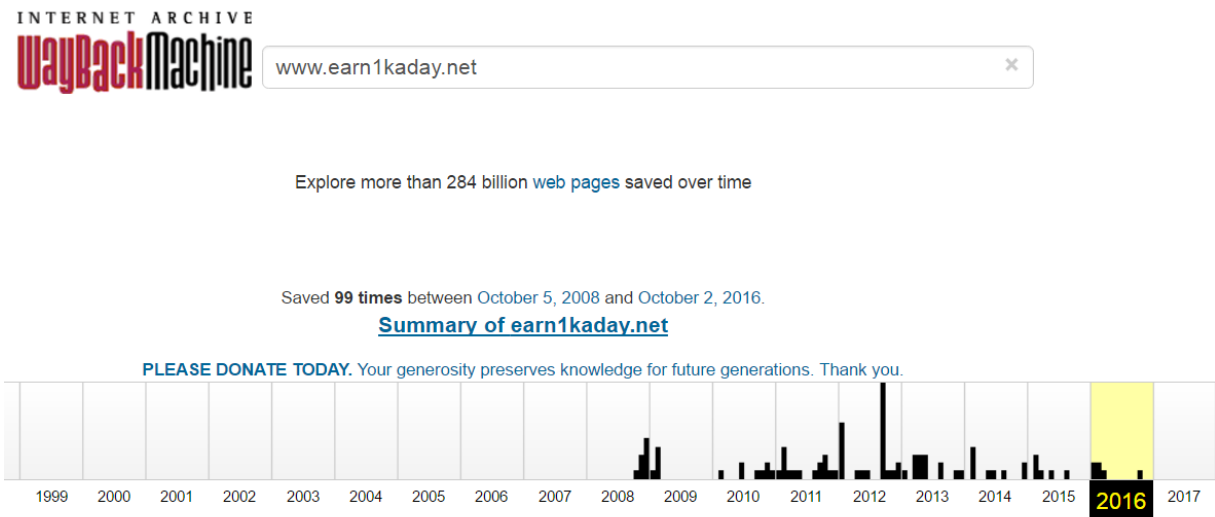 INTERNET ARCHIVE
WayBackMachine
www.earn1kaday.net ×
Explore more than 284 billion web pages saved over time
Saved 99 times between October 5, 2008 and October 2, 2016.
Summary of earn1kaday.net
PLEASE DONATE TODAY. Your generosity preserves knowledge for future generations. Thank you.
1999 2000 2001 2002 2003 2004 2005 2006 2007 2008 2009 2010 2011 2012 2013 2014 2015 2016 2017